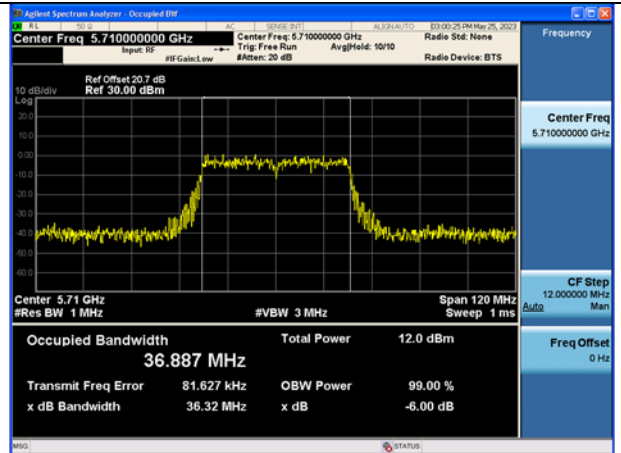 Agilent Spectrum Analyzer - Occupied BW
RL 50 Ω AC SENSE:INT ALIGN AUTO 03:00:25 PM May 25, 2023
Center Freq 5.710000000 GHz
Center Freq: 5.710000000 GHz
Radio Std: None
Input: RF
Trig: Free Run Avg|Hold: 10/10
#IFGain:Low
#Atten: 20 dB
Radio Device: BTS
Ref Offset 20.7 dB
10 dB/div Ref 30.00 dBm
Log
20.0
10.0
0.00
-10.0
-20.0
-30.0
-40.0
-50.0
-60.0
Center 5.71 GHz
Span 120 MHz
#Res BW 1 MHz
#VBW 3 MHz
Sweep 1 ms
Occupied Bandwidth
Total Power 12.0 dBm
36.887 MHz
Transmit Freq Error 81.627 kHz
OBW Power 99.00 %
x dB Bandwidth 36.32 MHz
x dB -6.00 dB
MSG
STATUS
Frequency
Center Freq
5.710000000 GHz
CF Step
12.000000 MHz
Auto Man
Freq Offset
0 Hz